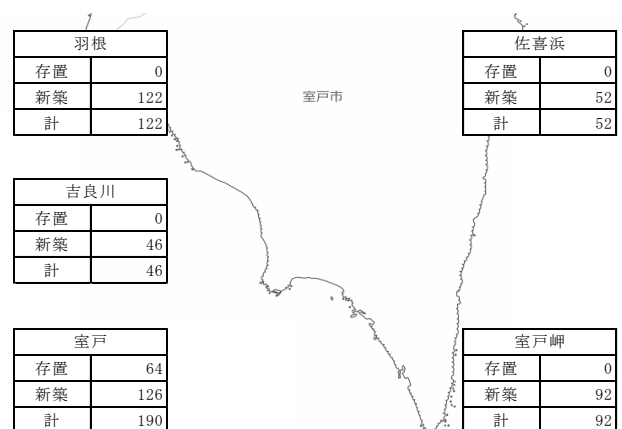 羽根
存置 0
新築 122
計 122
佐喜浜
存置 0
新築 52
計 52
室戸市
吉良川
存置 0
新築 46
計 46
室戸
存置 64
新築 126
計 190
室戸岬
存置 0
新築 92
計 92